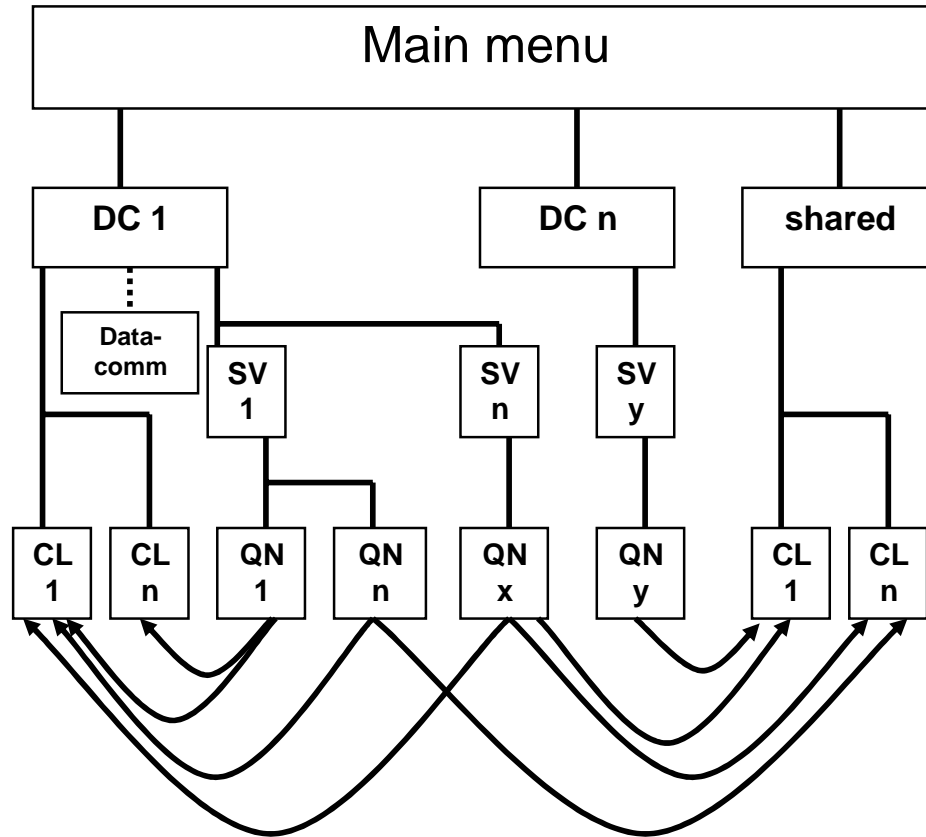 Main menu
DC 1
DC n
shared
Data-
comm
SV
1
SV
n
SV
y
CL
1
CL
n
QN
1
QN
n
QN
x
QN
y
CL
1
CL
n